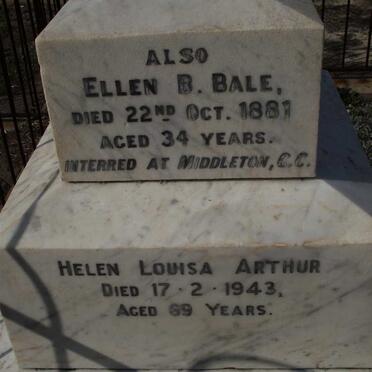 ALSO
ELLEN B. BALE,
DIED 22ND OCT. 1881
AGED 34 YEARS.
INTERRED AT MIDDLETON, C.C.
HELEN LOUISA ARTHUR
DIED 17·2·1943,
AGED 69 YEARS.